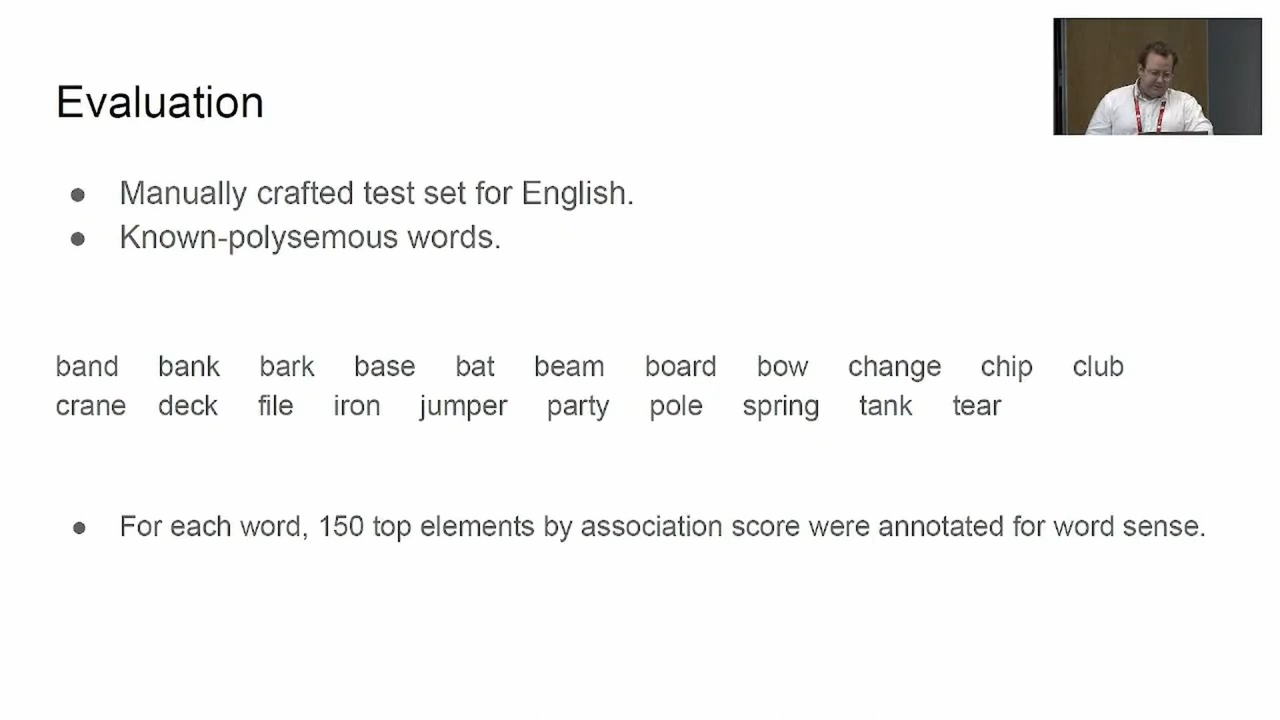 Evaluation
● Manually crafted test set for English.
● Known-polysemous words.
band bank bark base bat beam board bow change chip club
crane deck file iron jumper party pole spring tank tear
● For each word, 150 top elements by association score were annotated for word sense.